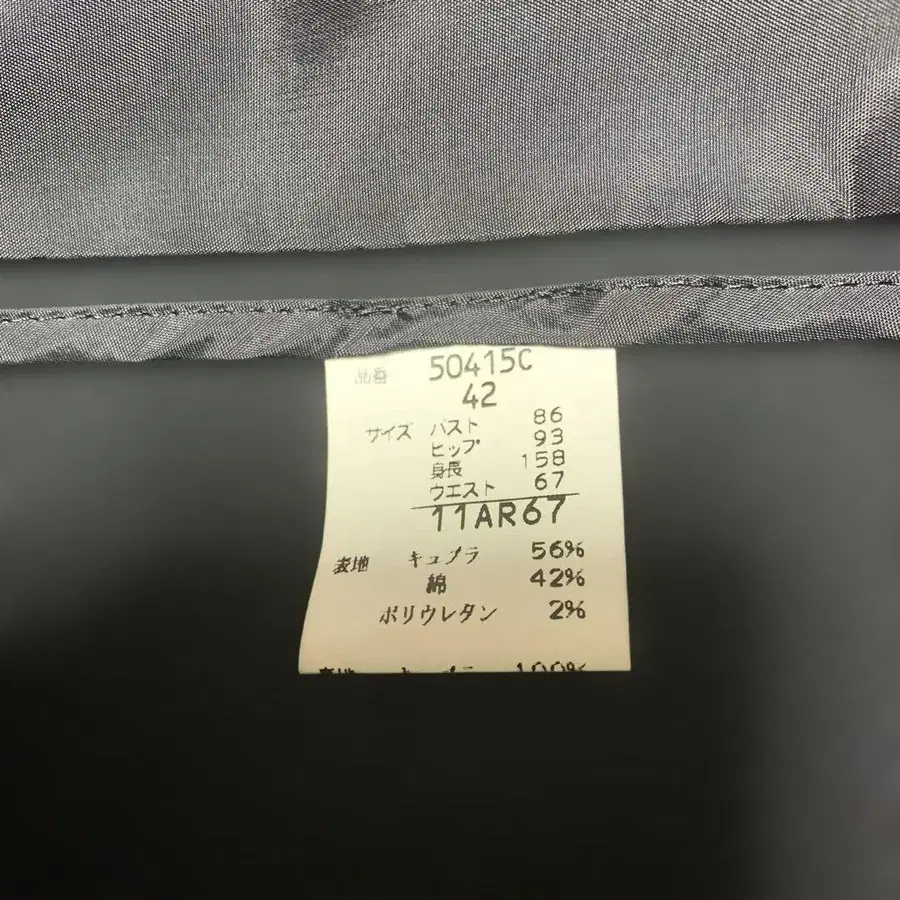 品番 50415C
42
サイズ バスト 86
ヒップ 93
身長 158
ウエスト 67
11AR67
表地 キュプラ 56%
綿 42%
ポリウレタン 2%
100%